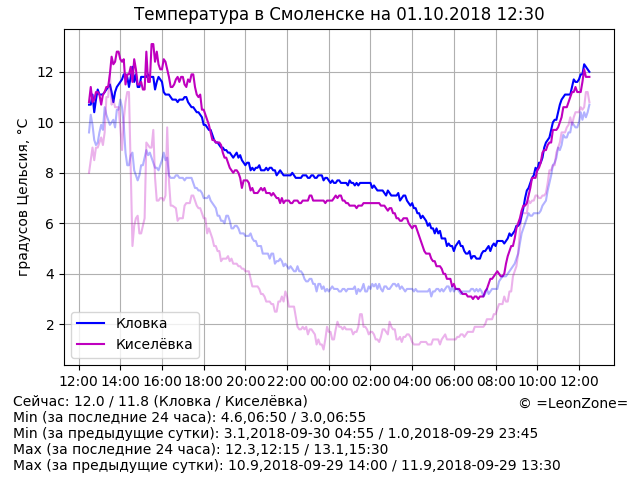 Температура в Смоленске на 01.10.2018 12:30
градусов Цельсия, °C
12
10
8
6
4
2
Кловка
Киселёвка
12:00 14:00 16:00 18:00 20:00 22:00 00:00 02:00 04:00 06:00 08:00 10:00 12:00
Сейчас: 12.0 / 11.8 (Кловка / Киселёвка)
© =LeonZone=
Min (за последние 24 часа): 4.6,06:50 / 3.0,06:55
Min (за предыдущие сутки): 3.1,2018-09-30 04:55 / 1.0,2018-09-29 23:45
Max (за последние 24 часа): 12.3,12:15 / 13.1,15:30
Max (за предыдущие сутки): 10.9,2018-09-29 14:00 / 11.9,2018-09-29 13:30